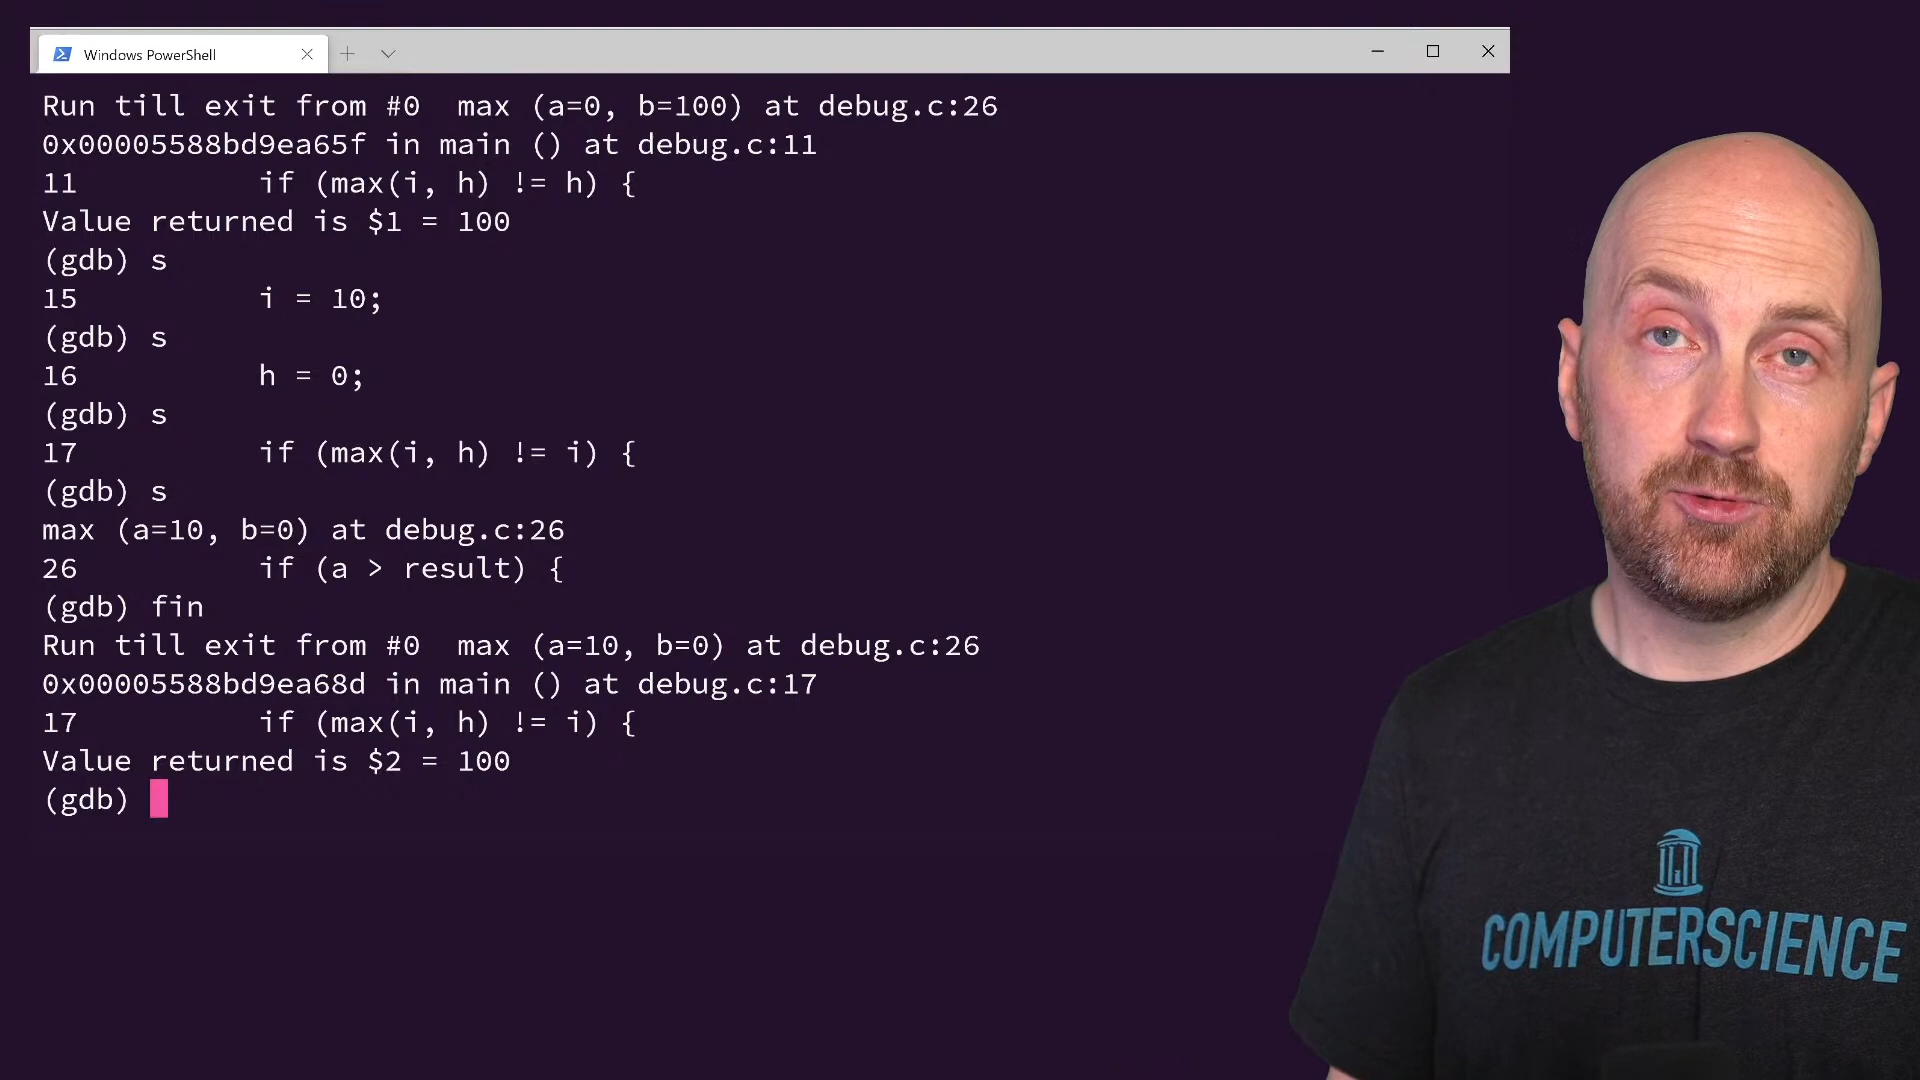 Windows PowerShell
Run till exit from #0  max (a=0, b=100) at debug.c:26
0x00005588bd9ea65f in main () at debug.c:11
11          if (max(i, h) != h) {
Value returned is $1 = 100
(gdb) s
15          i = 10;
(gdb) s
16          h = 0;
(gdb) s
17          if (max(i, h) != i) {
(gdb) s
max (a=10, b=0) at debug.c:26
26          if (a > result) {
(gdb) fin
Run till exit from #0  max (a=10, b=0) at debug.c:26
0x00005588bd9ea68d in main () at debug.c:17
17          if (max(i, h) != i) {
Value returned is $2 = 100
(gdb)
COMPUTERSCIENCE